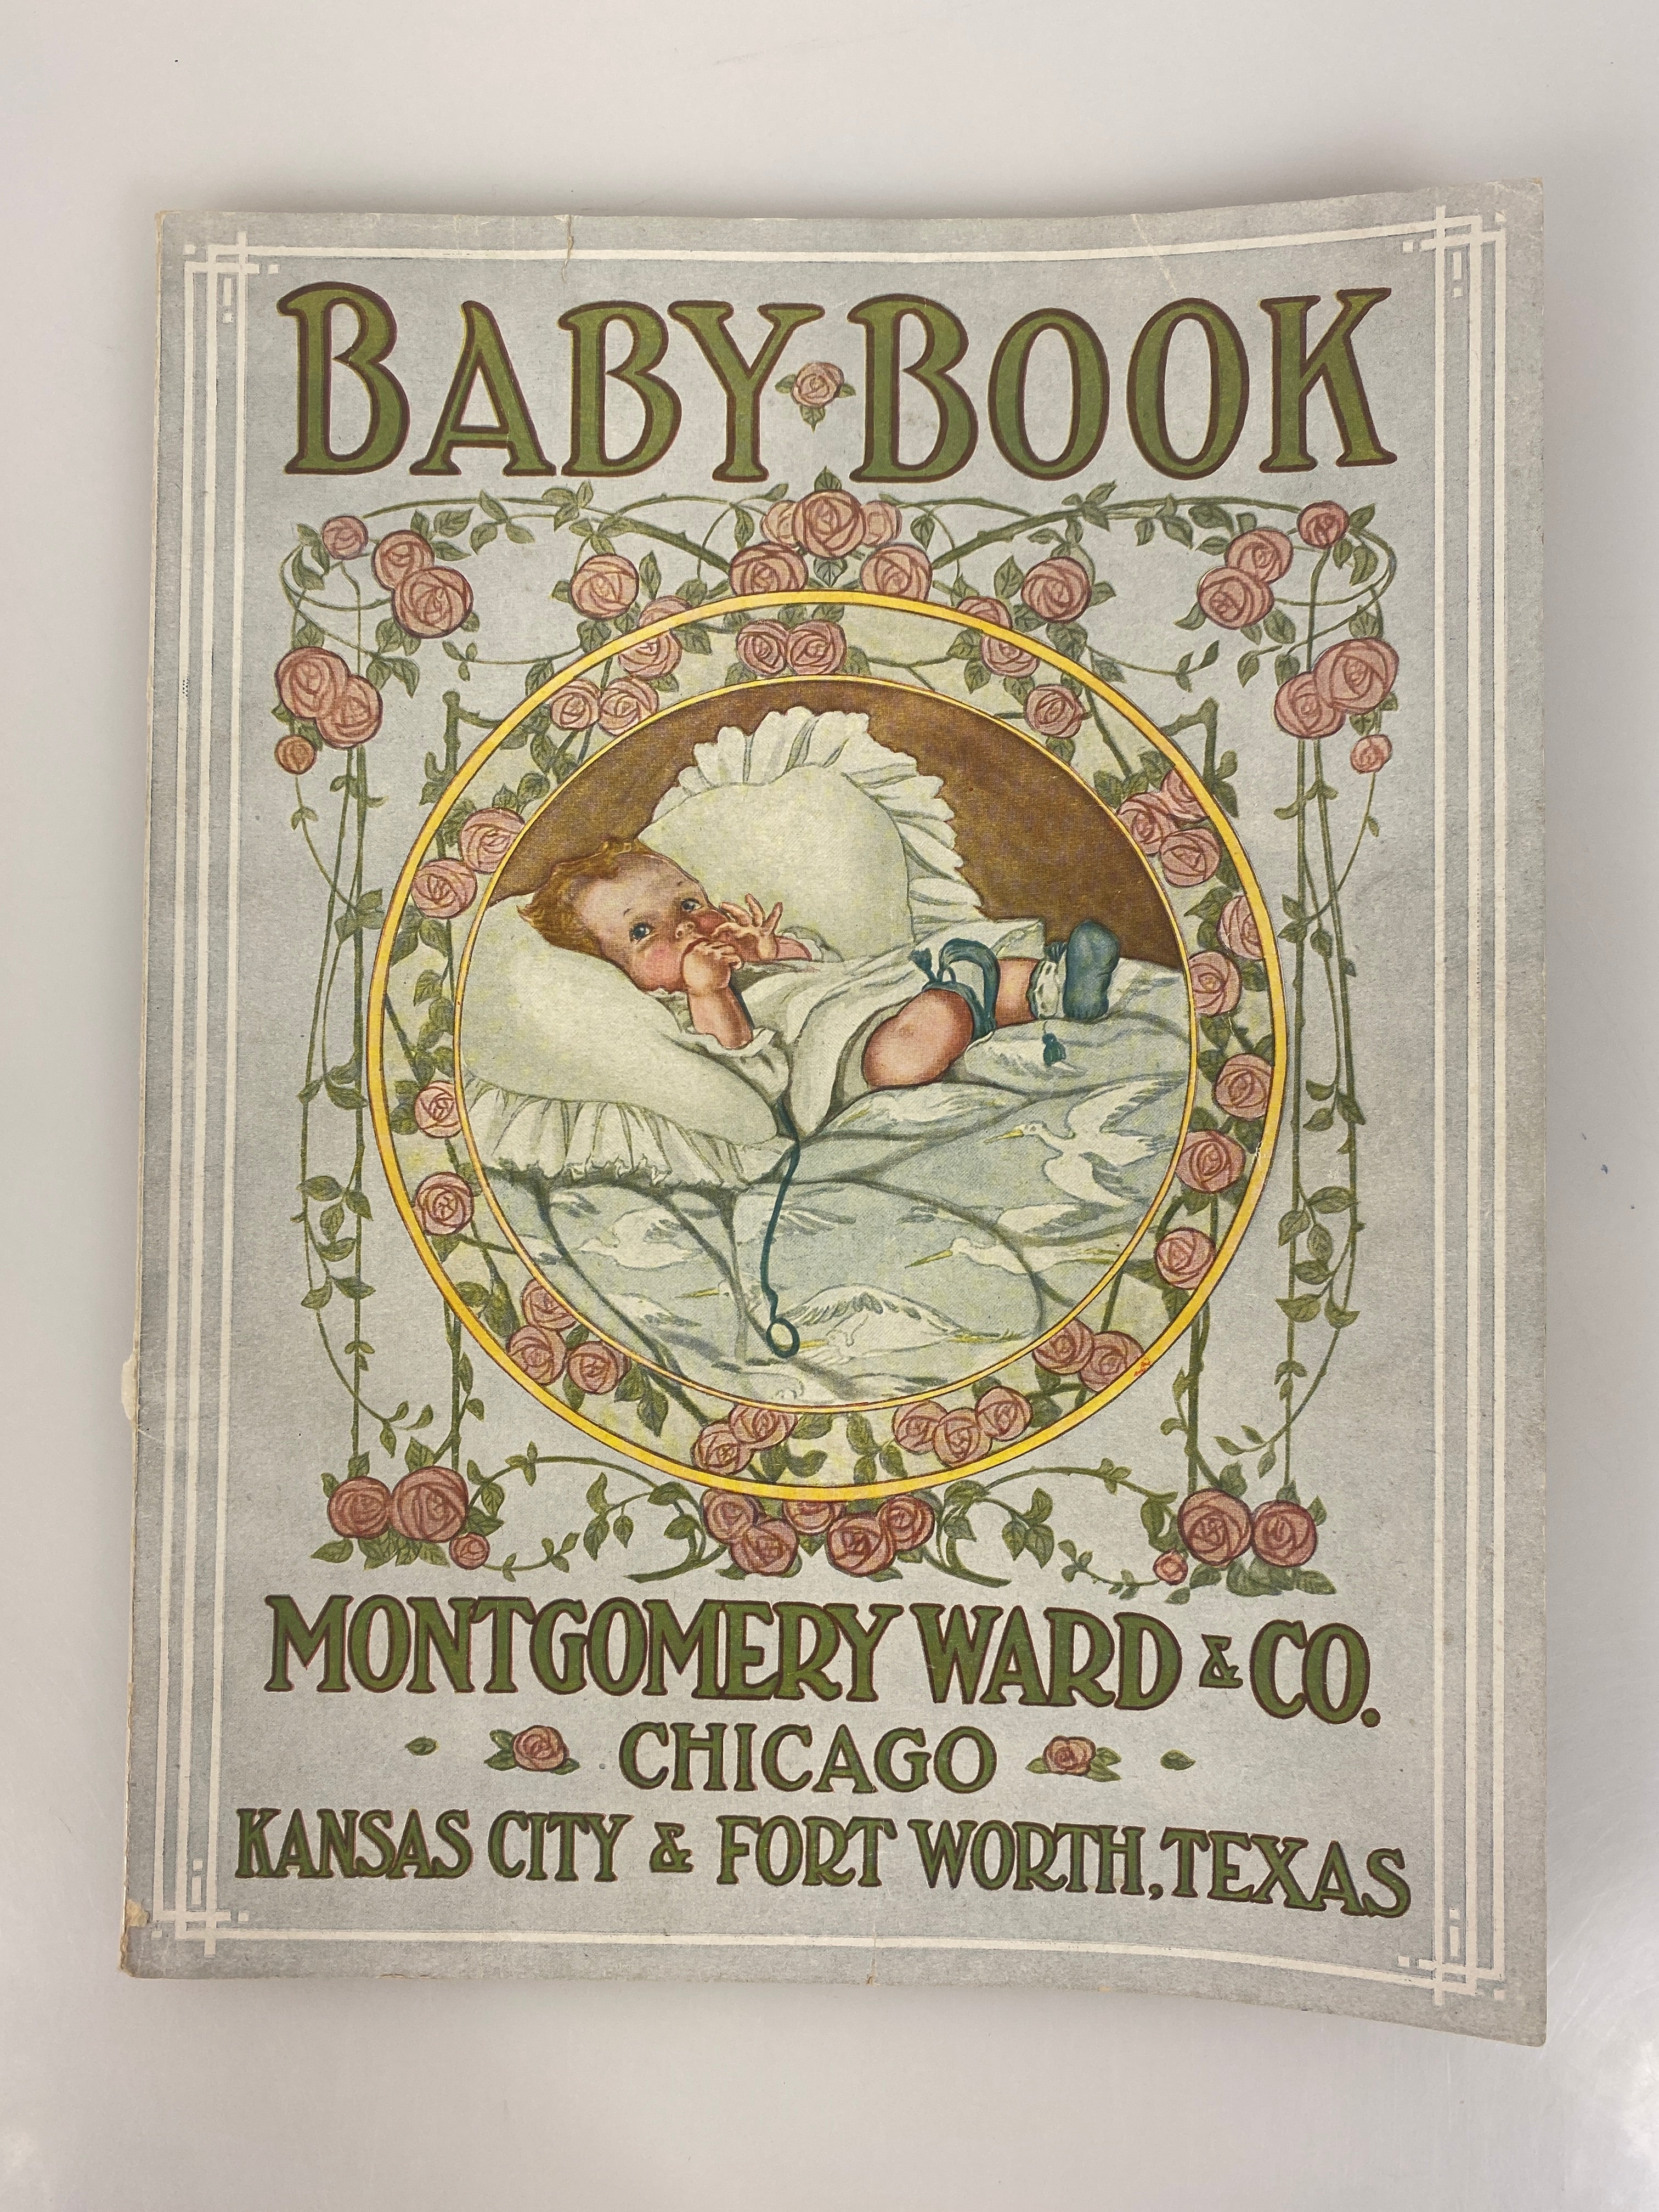 BABY BOOK
MONTGOMERY WARD & CO.
CHICAGO
KANSAS CITY & FORT WORTH, TEXAS